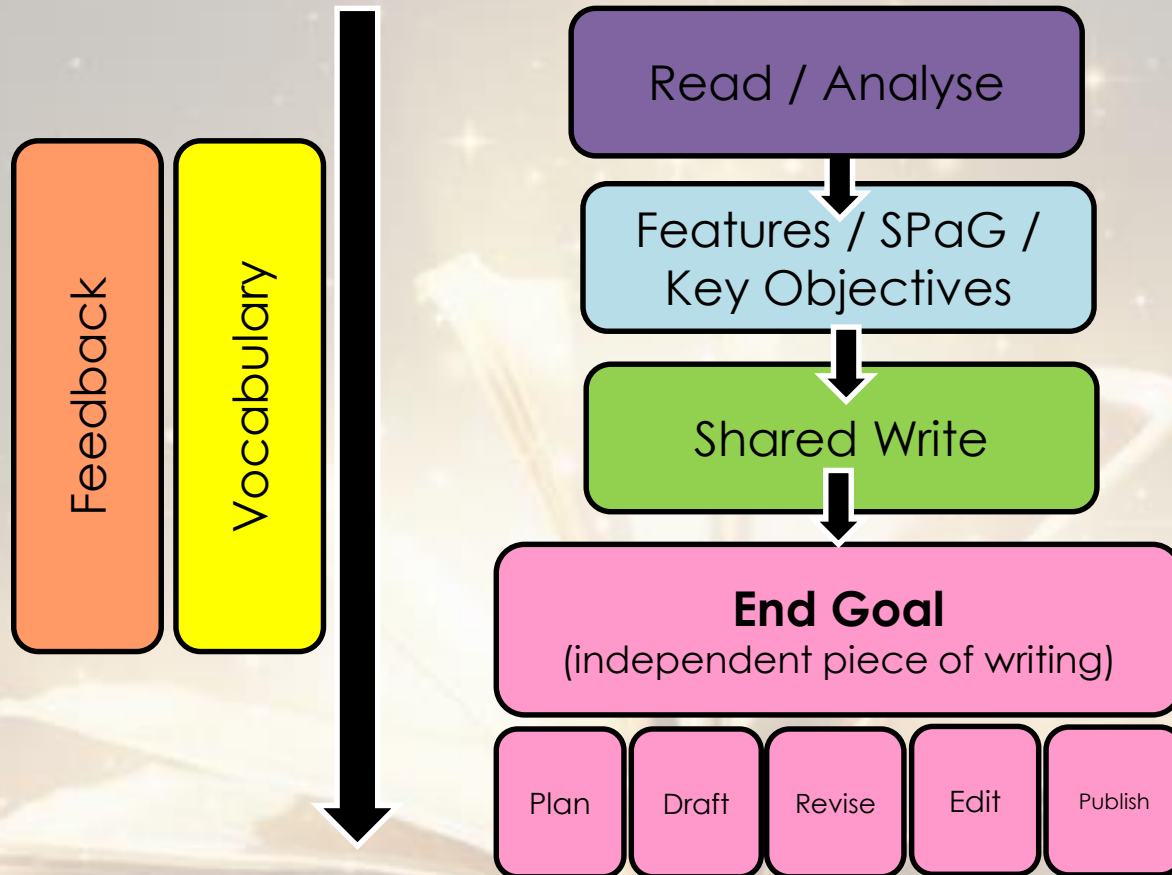 Feedback
Vocabulary
Read / Analyse
Features / SPaG /
Key Objectives
Shared Write
End Goal
(independent piece of writing)
Plan
Draft
Revise
Edit
Publish